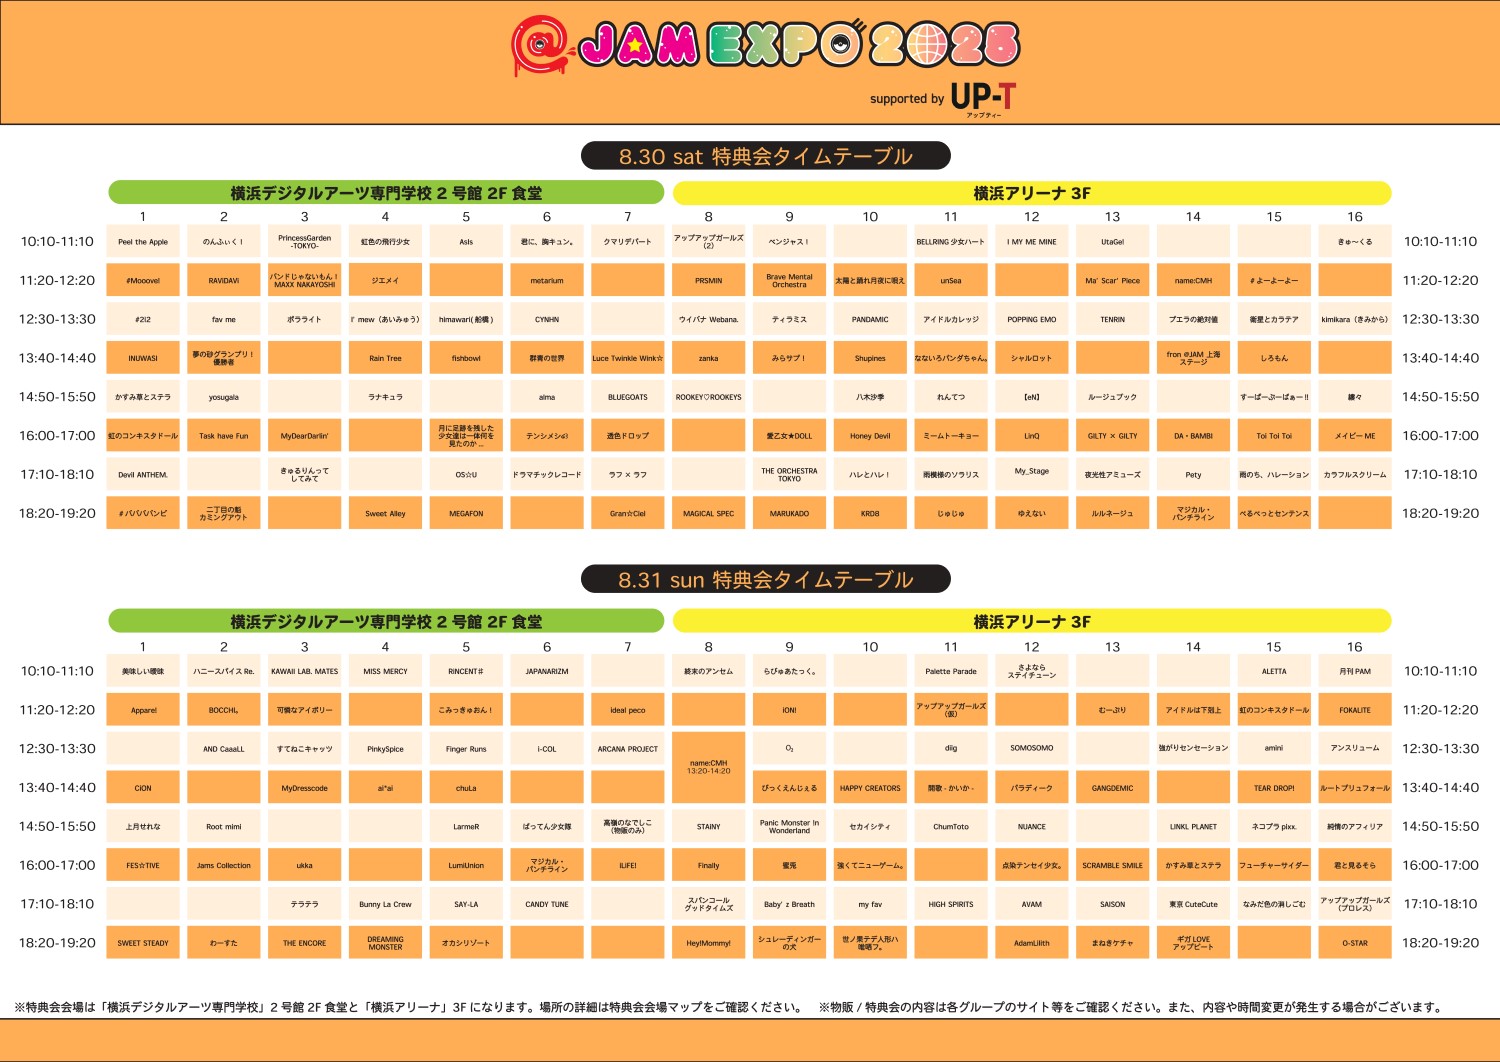 @JAM EXPO 2025
supported by UP-T
アップティー
8.30 sat 特典会タイムテーブル
横浜デジタルアーツ専門学校 2 号館 2F 食堂 横浜アリーナ 3F
1 2 3 4 5 6 7 8 9 10 11 12 13 14 15 16
10:10-11:10 Peel the Apple のんふぃく! PrincessGarden -TOKYO- 虹色の飛行少女 AsIs 君に、胸キュン。 クマリデパート アップアップガールズ(2) ペンジャス! BELLRING 少女ハート I MY ME MINE UtaGe! きゅ〜くる 10:10-11:10
11:20-12:20 #Mooove! RAViDAVi バンドじゃないもん! MAXX NAKAYOSHI ジエメイ metarium PRSMIN Brave Mental Orchestra 太陽と踊れ月夜に唄え unSea Ma' Scar' Piece name:CMH #よーよーよー 11:20-12:20
12:30-13:30 #2i2 fav me ポラライト I' mew (あいみゅう) himawari(船橋) CYNHN ウイバナ Webana. ティラミス PANDAMIC アイドルカレッジ POPPING EMO TENRIN プエラの絶対値 衛星とカラテア kimikara (きみから) 12:30-13:30
13:40-14:40 INUWASI 夢の砂グランプリ! 優勝者 Rain Tree fishbowl 群青の世界 Luce Twinkle Wink☆ zanka みらサブ! Shupines なないろパンダちゃん。 シャルロット fron @JAM 上海 ステージ しろもん 13:40-14:40
14:50-15:50 かすみ草とステラ yosugala ラナキュラ alma BLUEGOATS ROOKEY♡ROOKEYS 八木沙季 れんてつ 【eN】 ルージュブック すーぱーぷーばぁー!! 纏々 14:50-15:50
16:00-17:00 虹のコンキスタドール Task have Fun MyDearDarlin' 月に足跡を残した 少女達は一体何を 見たのか... テンシメシ໒꒱ 透色ドロップ 愛乙女★DOLL Honey Devil ミームトーキョー LinQ GILTY × GILTY DA・BAMBI Toi Toi Toi メイビーME 16:00-17:00
17:10-18:10 Devil ANTHEM. きゅるりんって してみて OS☆U ドラマチックレコード ラフ × ラフ THE ORCHESTRA TOKYO ハレとハレ! 雨模様のソラリス My_Stage 夜光性アミューズ Pety 雨のち、ハレーション カラフルスクリーム 17:10-18:10
18:20-19:20 #ババババンビ 二丁目の魁 カミングアウト Sweet Alley MEGAFON Gran☆Ciel MAGICAL SPEC MARUKADO KRD8 じゅじゅ ゆえない ルルネージュ マジカル・パンチライン べるべっとセンテンス 18:20-19:20
8.31 sun 特典会タイムテーブル
横浜デジタルアーツ専門学校 2 号館 2F 食堂 横浜アリーナ 3F
1 2 3 4 5 6 7 8 9 10 11 12 13 14 15 16
10:10-11:10 美味しい曖昧 ハニースパイス Re. KAWAII LAB. MATES MISS MERCY RiNCENT♯ JAPANARIZM 終末のアンセム らびゅあたっく。 Palette Parade さよなら ステイチューン ALETTA 月刊 PAM 10:10-11:10
11:20-12:20 Appare! BOCCHI。 可憐なアイボリー こみっきゅおん! ideal peco iON! アップアップガールズ(仮) むーぷり アイドルは下剋上 虹のコンキスタドール FOKALITE 11:20-12:20
12:30-13:30 AND CaaaLL すてねこキャッツ PinkySpice Finger Runs i-COL ARCANA PROJECT name:CMH 13:20-14:20 O₂ diig SOMOSOMO 強がりセンセーション amini アンスリューム 12:30-13:30
13:40-14:40 CiON MyDresscode ai*ai chuLa ぴっくえんじぇる HAPPY CREATORS 開歌 - かいか - パラディーク GANGDEMIC TEAR DROP! ルートプリュフォール 13:40-14:40
14:50-15:50 上月せれな Root mimi LarmeR ばってん少女隊 高嶺のなでしこ (物販のみ) STAiNY Panic Monster !n Wonderland セカイシティ ChumToto NUANCE LINKL PLANET ネコプラ pixx. 純情のアフィリア 14:50-15:50
16:00-17:00 FES☆TIVE Jams Collection ukka LumiUnion マジカル・パンチライン iLiFE! Finally 蜜兎 強くてニューゲーム。 点染テンセイ少女。 SCRAMBLE SMILE かすみ草とステラ フューチャーサイダー 君と見るそら 16:00-17:00
17:10-18:10 テラテラ Bunny La Crew SAY-LA CANDY TUNE スパンコール グッドタイムズ Baby' z Breath my fav HIGH SPIRITS AVAM SAISON 東京 CuteCute なみだ色の消しごむ アップアップガールズ (プロレス) 17:10-18:10
18:20-19:20 SWEET STEADY わーすた THE ENCORE DREAMING MONSTER オカシリゾート Hey!Mommy! シュレーディンガー の犬 世ノ果テデ人形ハ 嗤嗤フ。 AdamLilith まねきケチャ ギガ LOVE アップビート O-STAR 18:20-19:20
※特典会会場は「横浜デジタルアーツ専門学校」2 号館 2F 食堂と「横浜アリーナ」3F になります。場所の詳細は特典会会場マップをご確認ください。 ※物販 / 特典会の内容は各グループのサイト等をご確認ください。また、内容や時間変更が発生する場合がございます。